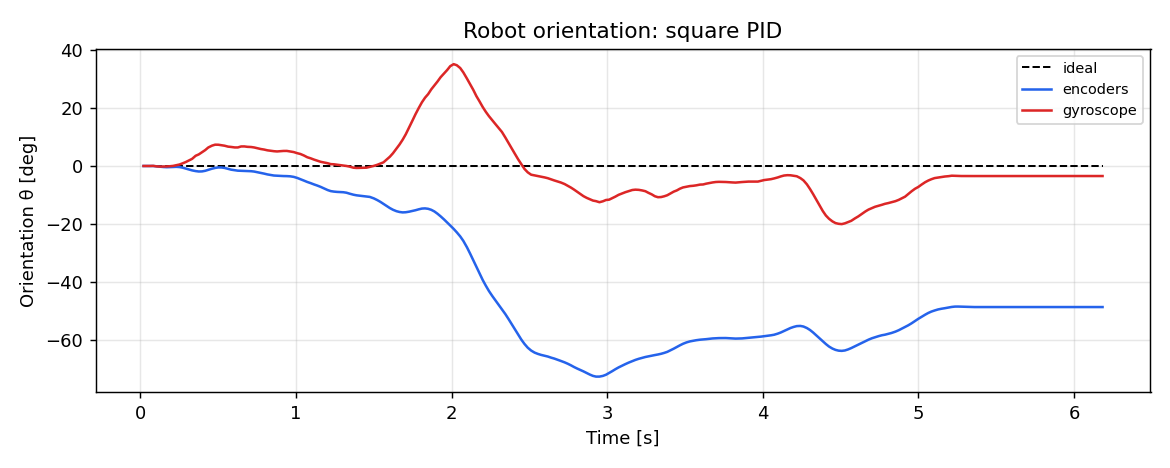 Robot orientation: square PID
Orientation θ [deg]
40
20
0
−20
−40
−60
0 1 2 3 4 5 6
Time [s]
ideal
encoders
gyroscope